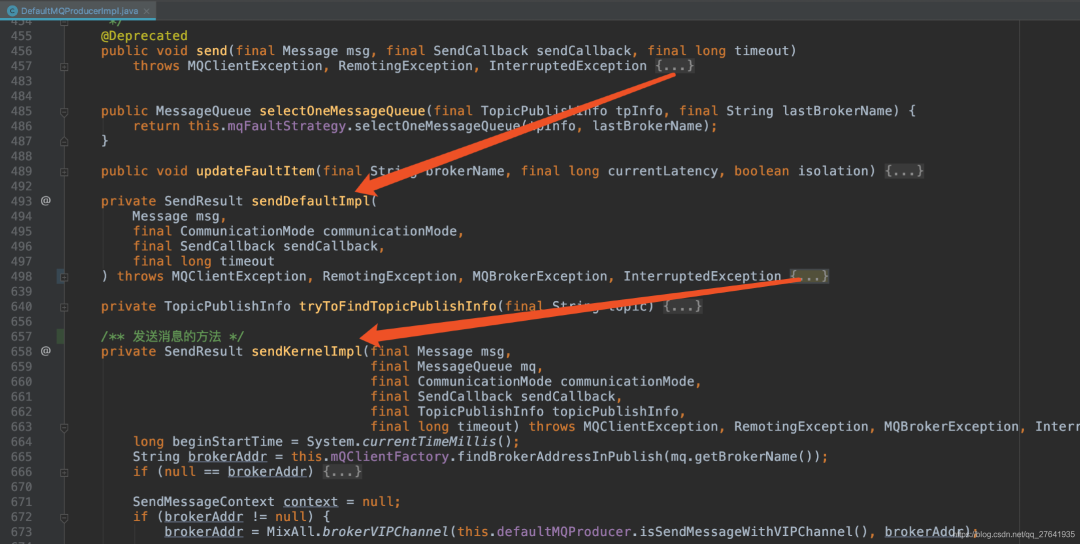 DefaultMQProducerImpl.java ×
454 */
455 @Deprecated
456 public void send(final Message msg, final SendCallback sendCallback, final long timeout)
457 throws MQClientException, RemotingException, InterruptedException {...}
483
484
485 public MessageQueue selectOneMessageQueue(final TopicPublishInfo tpInfo, final String lastBrokerName) {
486 return this.mqFaultStrategy.selectOneMessageQueue(tpInfo, lastBrokerName);
487 }
488
489 public void updateFaultItem(final String brokerName, final long currentLatency, boolean isolation) {...}
492
493 @ private SendResult sendDefaultImpl(
494 Message msg,
495 final CommunicationMode communicationMode,
496 final SendCallback sendCallback,
497 final long timeout
498 ) throws MQClientException, RemotingException, MQBrokerException, InterruptedException {...}
639
640 private TopicPublishInfo tryToFindTopicPublishInfo(final String topic) {...}
656
657 /** 发送消息的方法 */
658 @ private SendResult sendKernelImpl(final Message msg,
659 final MessageQueue mq,
660 final CommunicationMode communicationMode,
661 final SendCallback sendCallback,
662 final TopicPublishInfo topicPublishInfo,
663 final long timeout) throws MQClientException, RemotingException, MQBrokerException, Interr
664 long beginStartTime = System.currentTimeMillis();
665 String brokerAddr = this.mQClientFactory.findBrokerAddressInPublish(mq.getBrokerName());
666 if (null == brokerAddr) {...}
670
671 SendMessageContext context = null;
672 if (brokerAddr != null) {
673 brokerAddr = MixAll.brokerVIPChannel(this.defaultMQProducer.isSendMessageWithVIPChannel(), brokerAddr);
https://blog.csdn.net/qq_27641935